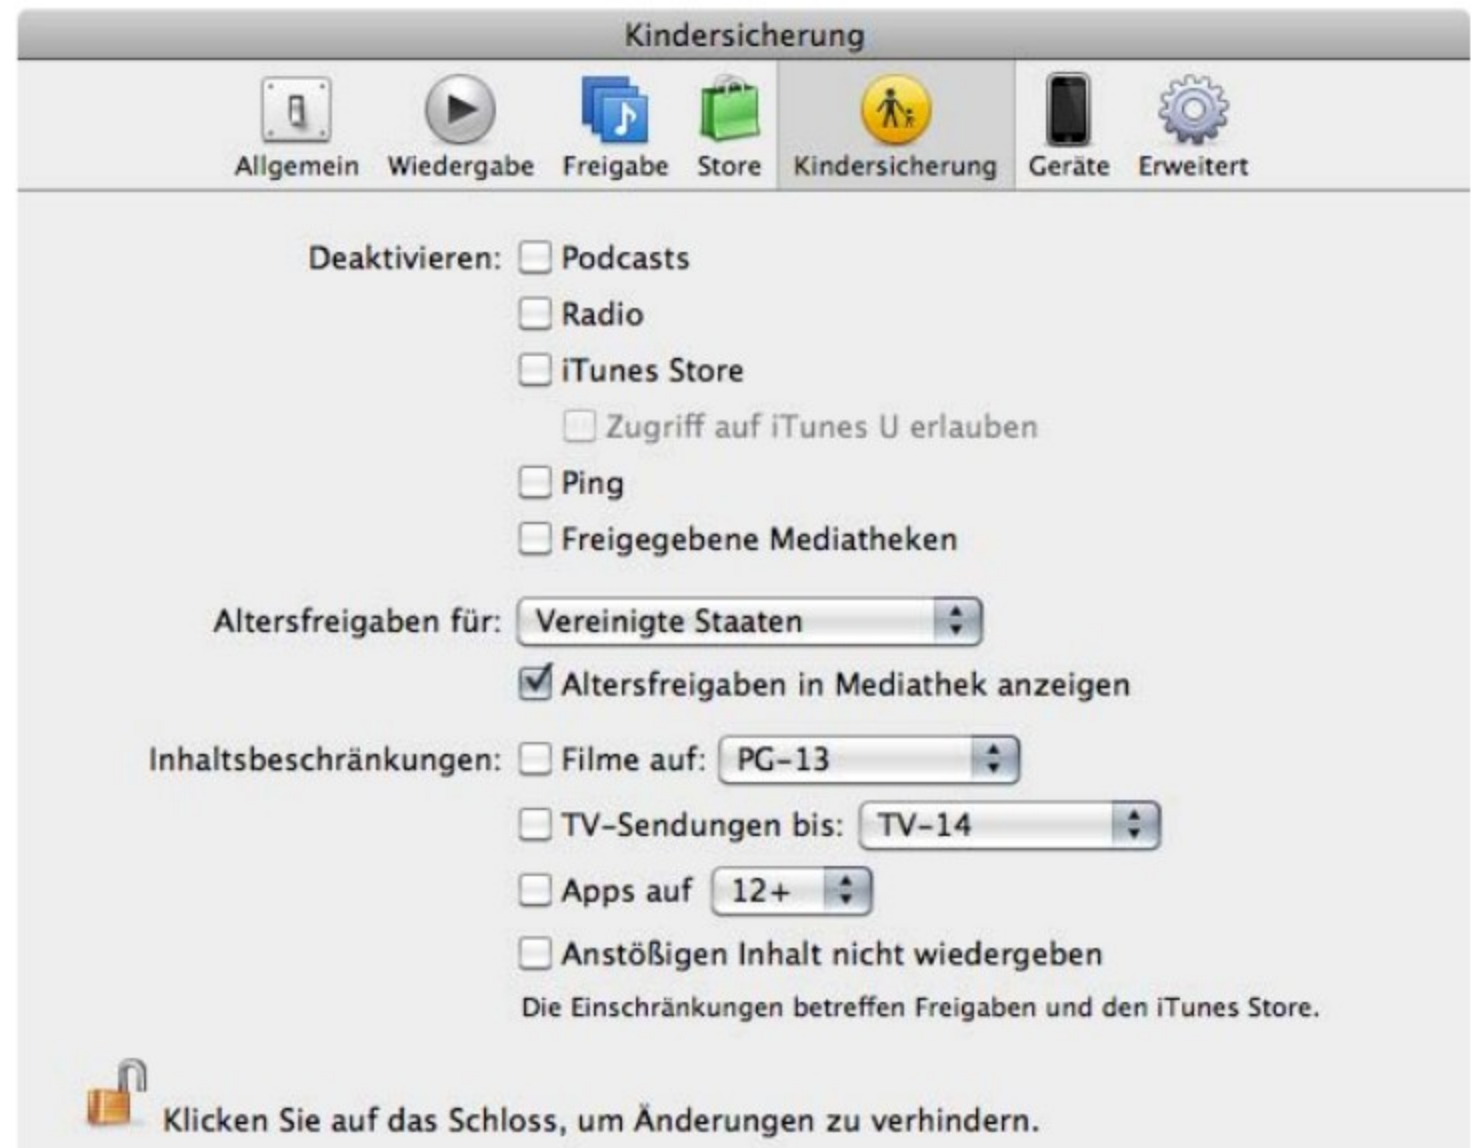 Kindersicherung
Allgemein Wiedergabe Freigabe Store Kindersicherung Geräte Erweitert
Deaktivieren: Podcasts
Radio
iTunes Store
Zugriff auf iTunes U erlauben
Ping
Freigegebene Mediatheken
Altersfreigaben für: Vereinigte Staaten
Altersfreigaben in Mediathek anzeigen
Inhaltsbeschränkungen: Filme auf: PG-13
TV-Sendungen bis: TV-14
Apps auf 12+
Anstößigen Inhalt nicht wiedergeben
Die Einschränkungen betreffen Freigaben und den iTunes Store.
Klicken Sie auf das Schloss, um Änderungen zu verhindern.